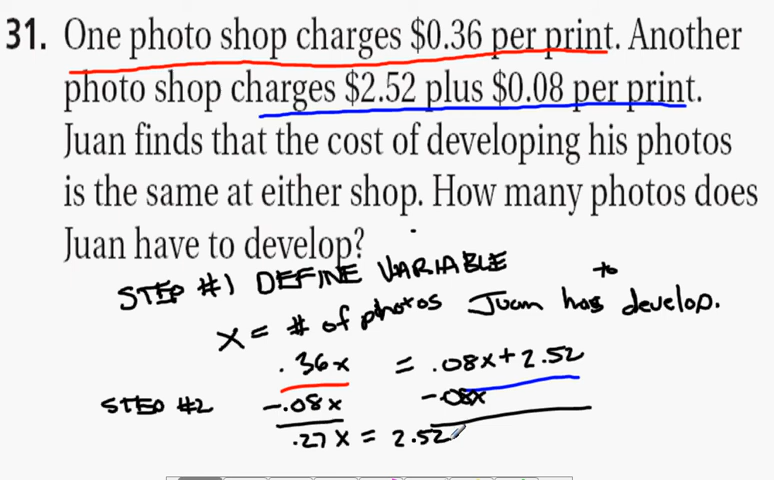 31. One photo shop charges $0.36 per print. Another
photo shop charges $2.52 plus $0.08 per print.
Juan finds that the cost of developing his photos
is the same at either shop. How many photos does
Juan have to develop?
STEP #1 DEFINE VARIABLE
x = # of photos Juan has to develop.
.36x = .08x + 2.52
STEP #2 -.08x -.08x
.27x = 2.52